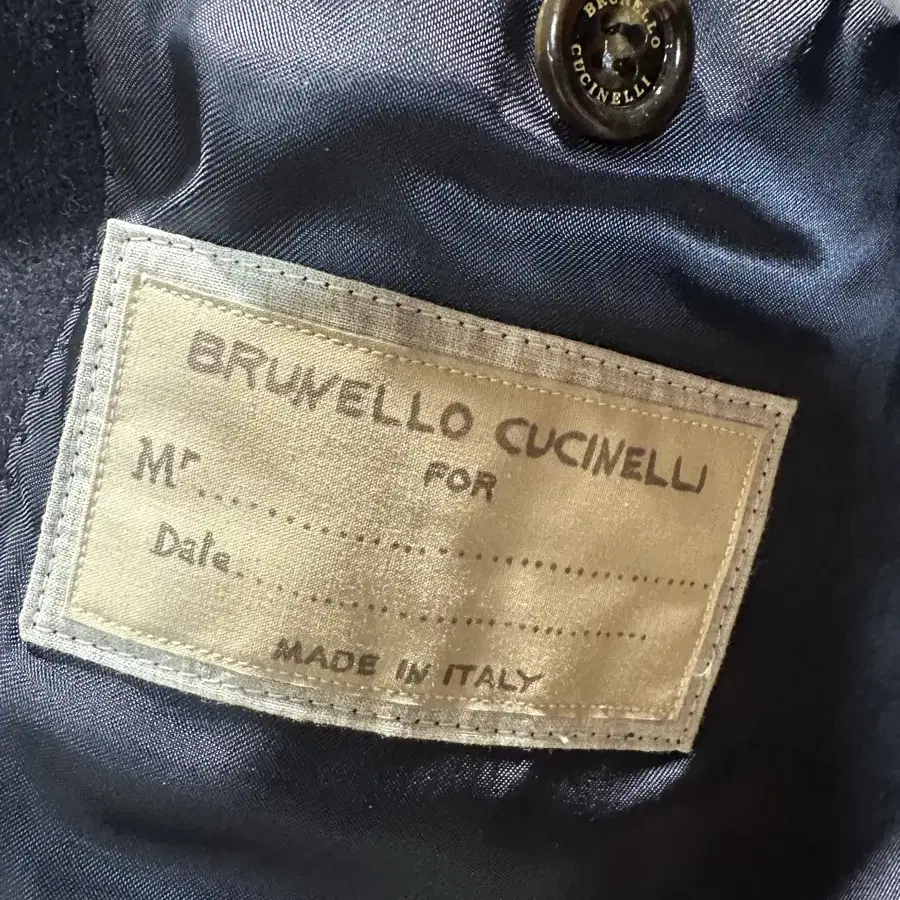 BRUNELLO
CUCINELLI
BRUNELLO CUCINELLI
FOR
Mr
Date
MADE IN ITALY